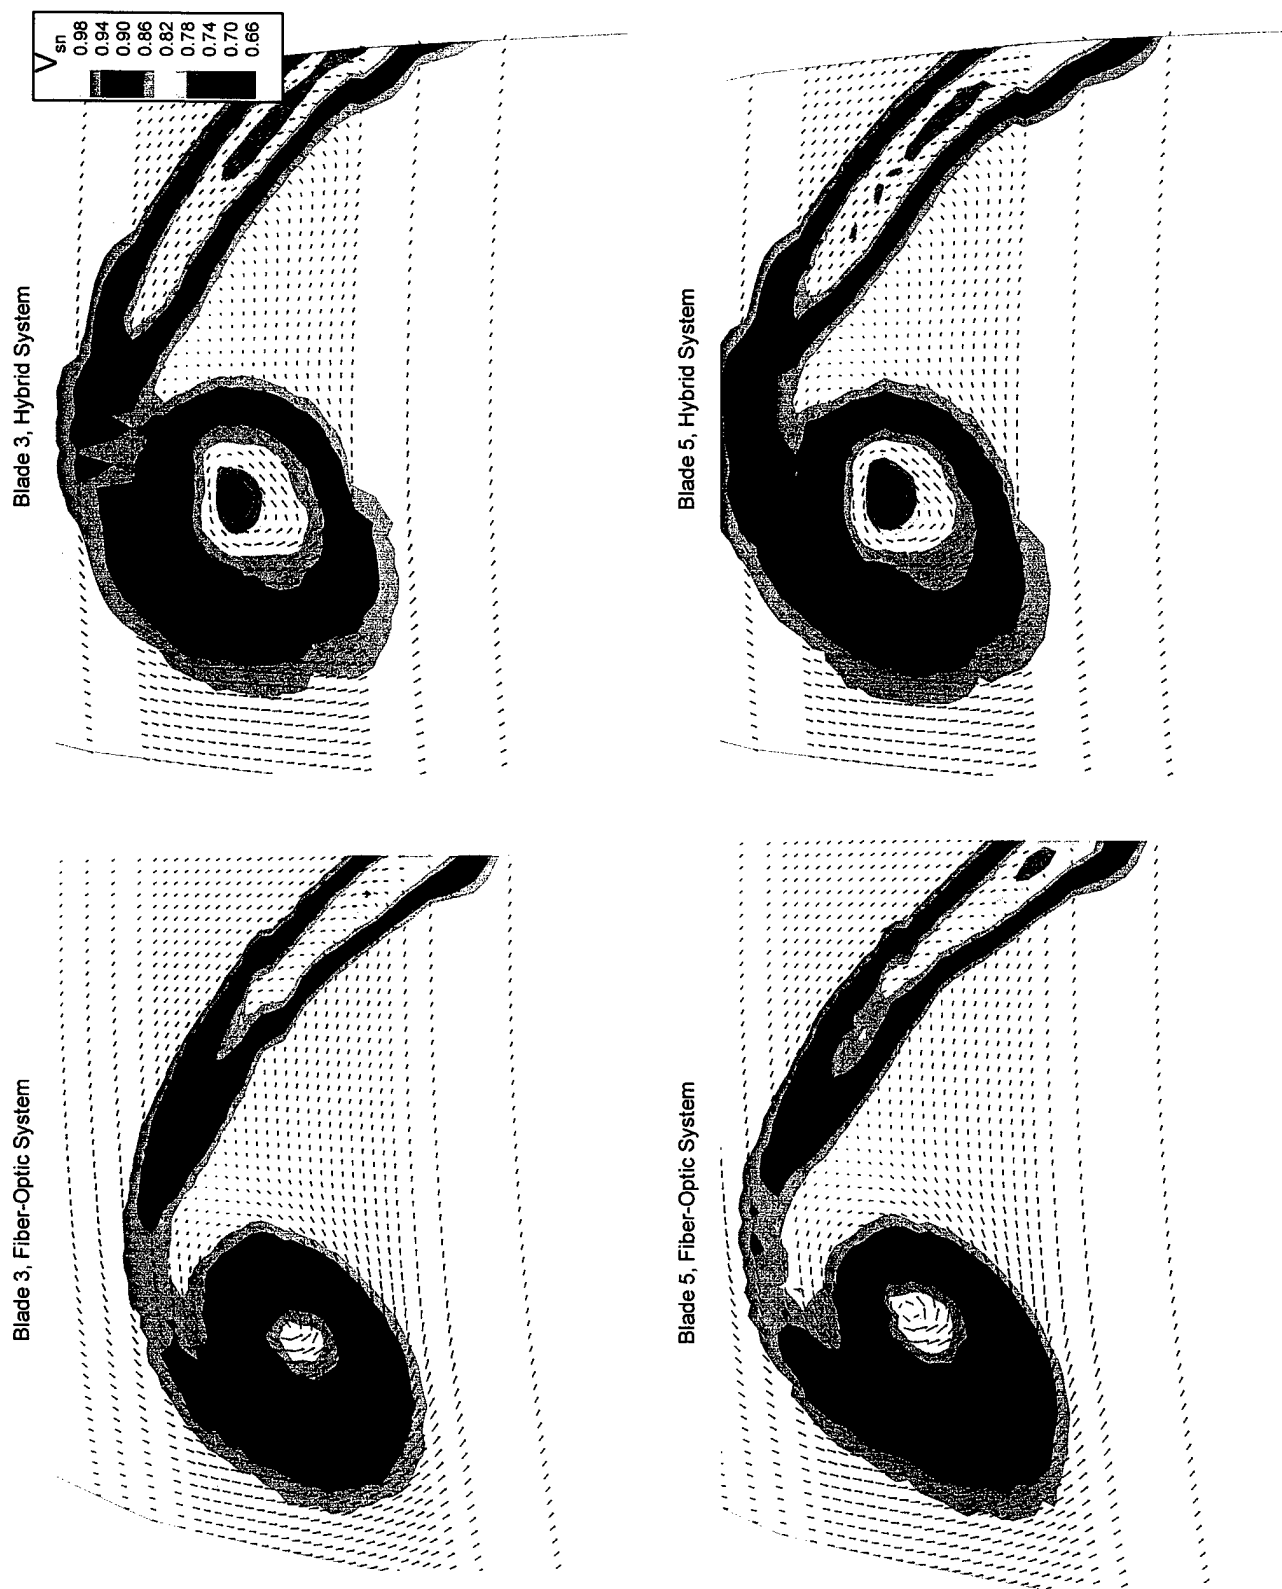 V sn
0.98
0.94
0.90
0.86
0.82
0.78
0.74
0.70
0.66
Blade 3, Hybrid System
Blade 5, Hybrid System
Blade 3, Fiber-Optic System
Blade 5, Fiber-Optic System